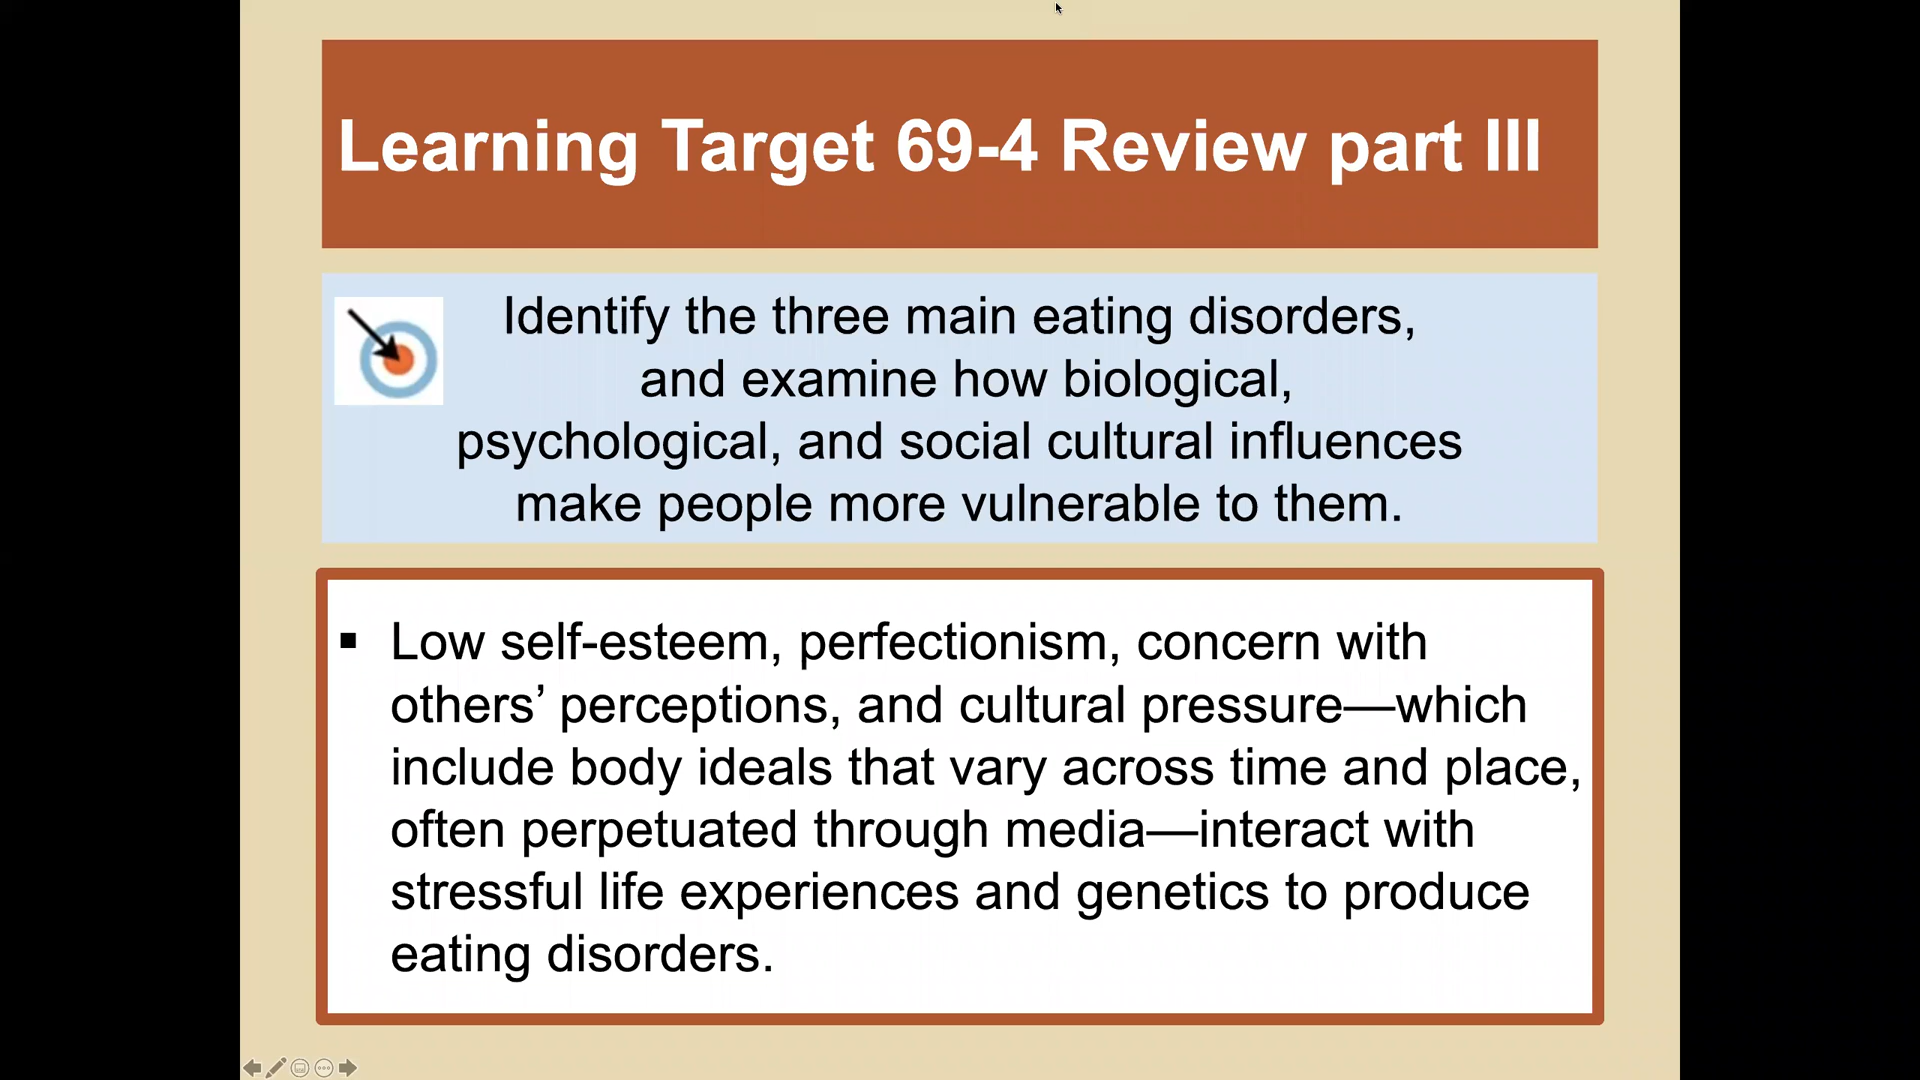 Learning Target 69-4 Review part III
Identify the three main eating disorders,
and examine how biological,
psychological, and social cultural influences
make people more vulnerable to them.
▪ Low self-esteem, perfectionism, concern with
others’ perceptions, and cultural pressure—which
include body ideals that vary across time and place,
often perpetuated through media—interact with
stressful life experiences and genetics to produce
eating disorders.